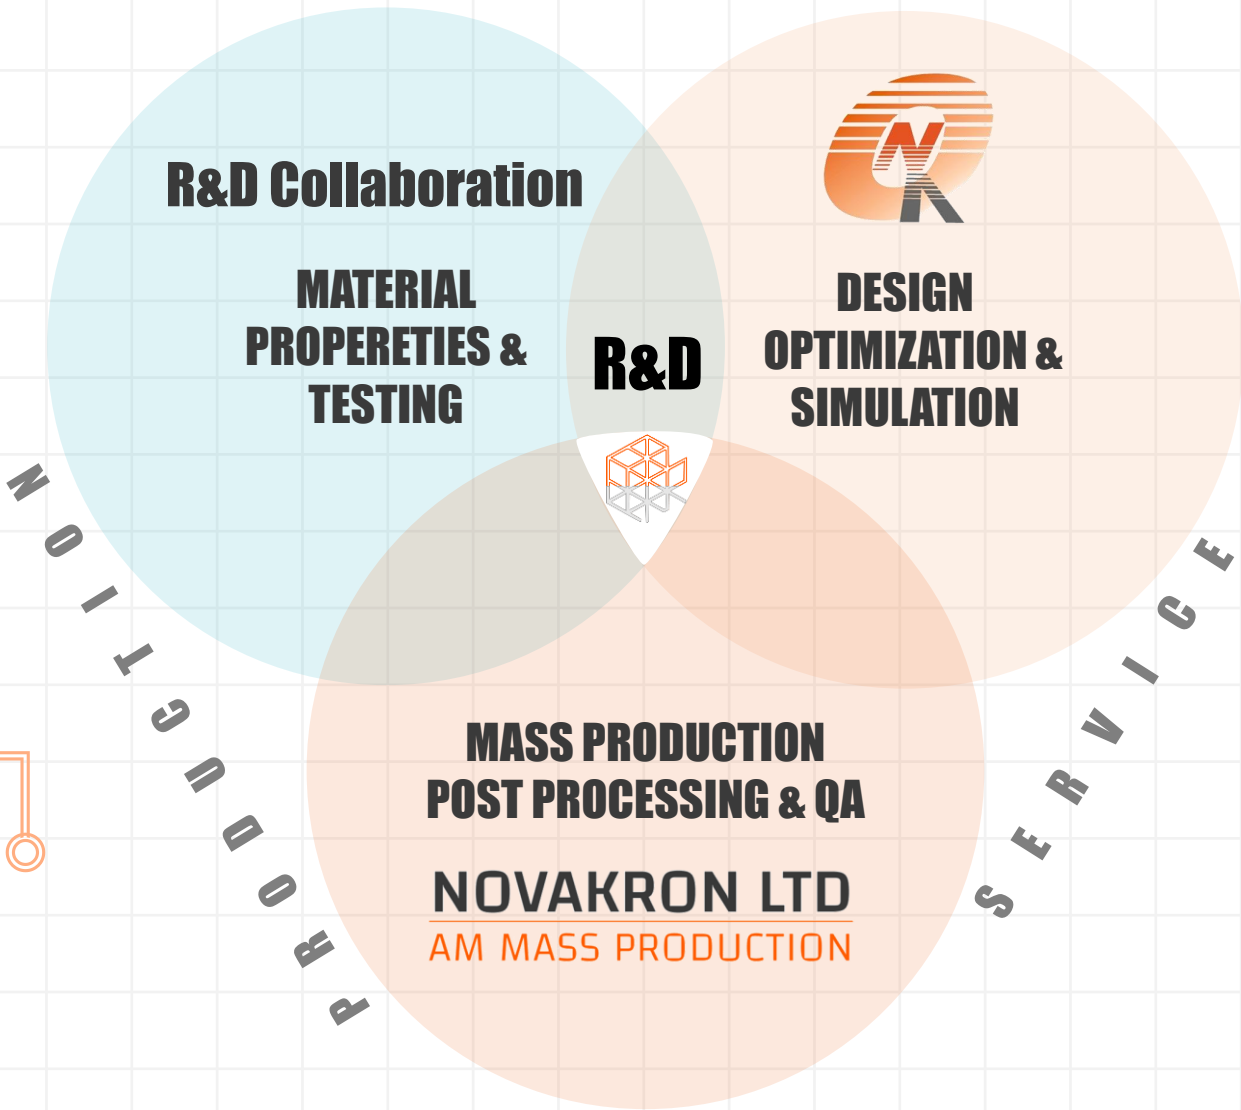 R&D Collaboration
MATERIAL
PROPERETIES &
TESTING
R&D
NK
DESIGN
OPTIMIZATION &
SIMULATION
MASS PRODUCTION
POST PROCESSING & QA
NOVAKRON LTD
AM MASS PRODUCTION
PRODUCTION
SERVICE